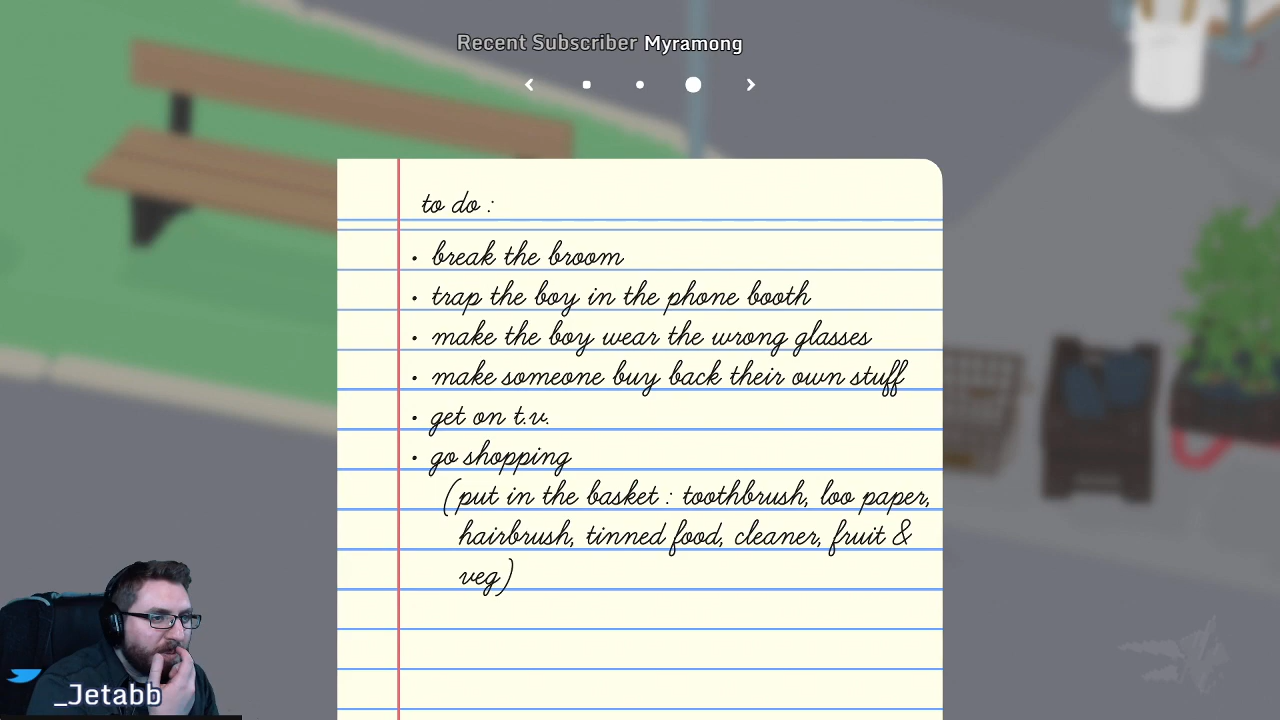 Recent Subscriber Myramong
to do :
• break the broom
• trap the boy in the phone booth
• make the boy wear the wrong glasses
• make someone buy back their own stuff
• get on t.v.
• go shopping
(put in the basket : toothbrush, loo paper,
hairbrush, tinned food, cleaner, fruit &
veg)
_Jetabb